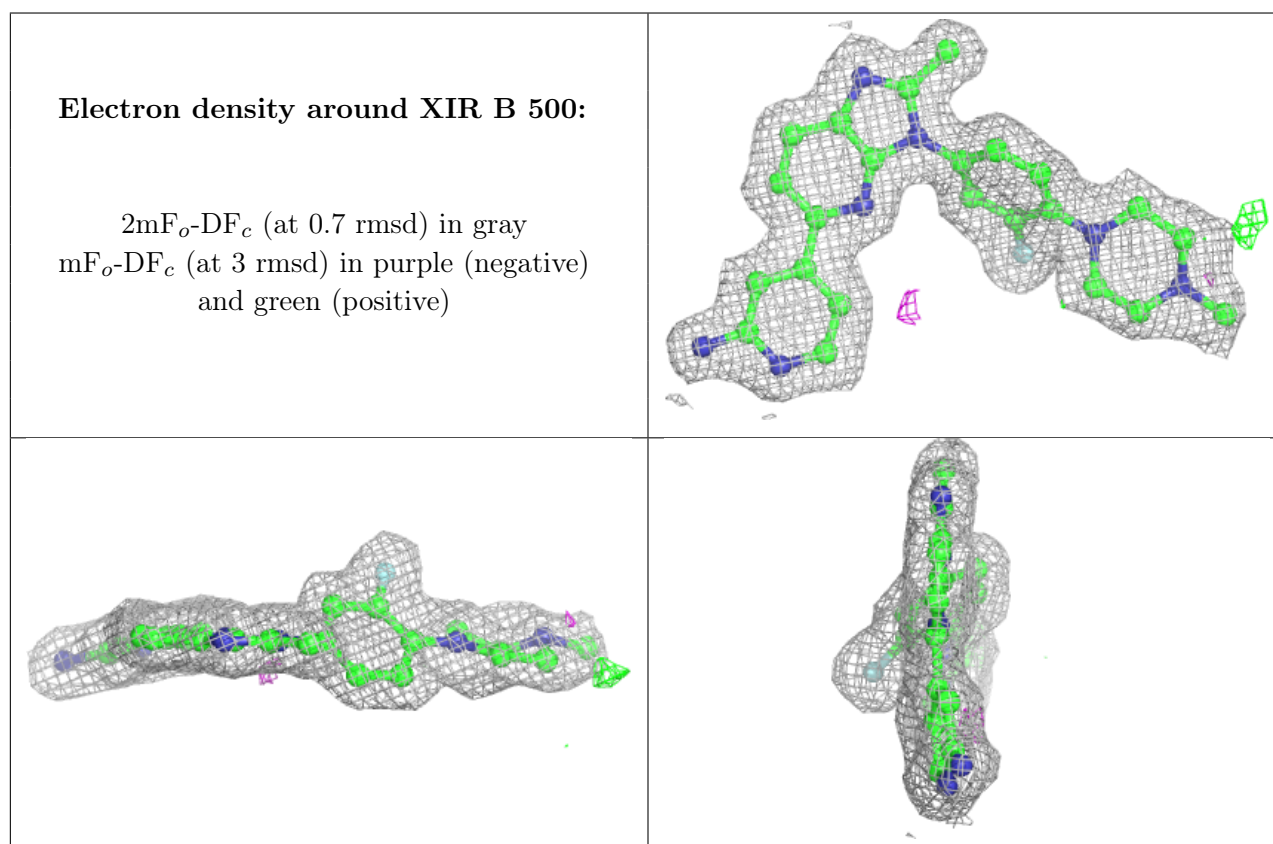 Electron density around XIR B 500:
2mFo-DFc (at 0.7 rmsd) in gray
mFo-DFc (at 3 rmsd) in purple (negative)
and green (positive)